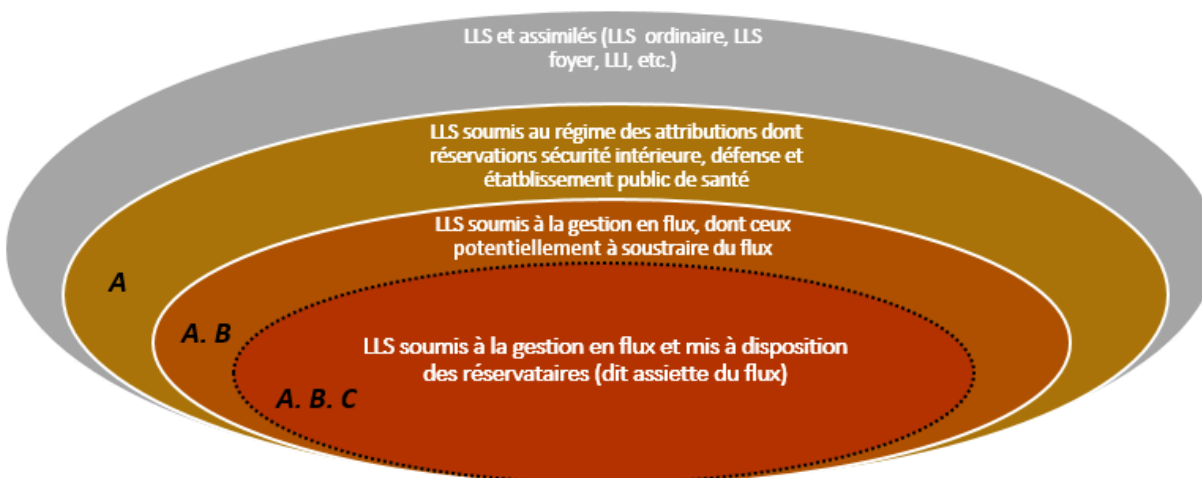 LLS et assimilés (LLS ordinaire, LLS
foyer, LLI, etc.)
LLS soumis au régime des attributions dont
réservations sécurité intérieure, défense et
étatblissement public de santé
LLS soumis à la gestion en flux, dont ceux
potentiellement à soustraire du flux
A
A. B
LLS soumis à la gestion en flux et mis à disposition
des réservataires (dit assiette du flux)
A. B. C